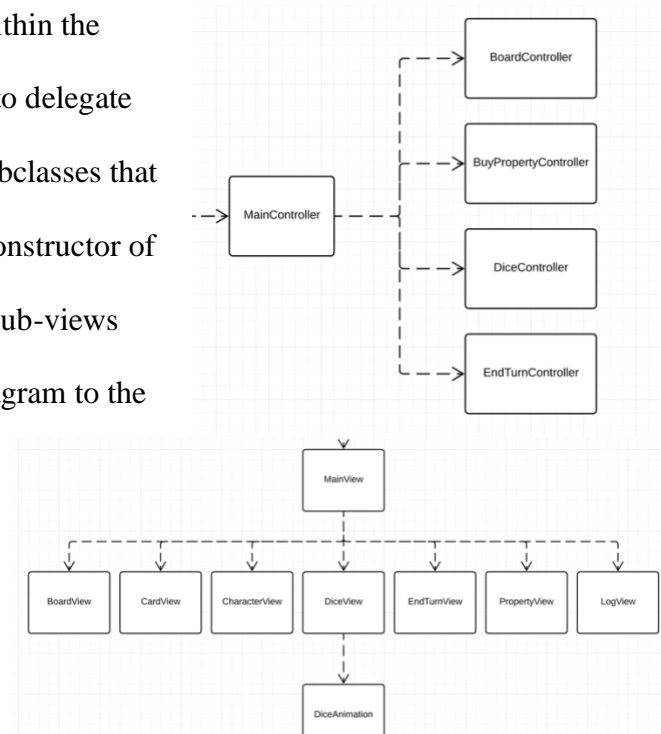 ithin the
to delegate
bclasses that
onstructor of
ub-views
gram to the
BoardController
BuyPropertyController
MainController
DiceController
EndTurnController
MainView
BoardView CardView CharacterView DiceView EndTurnView PropertyView LogView
DiceAnimation